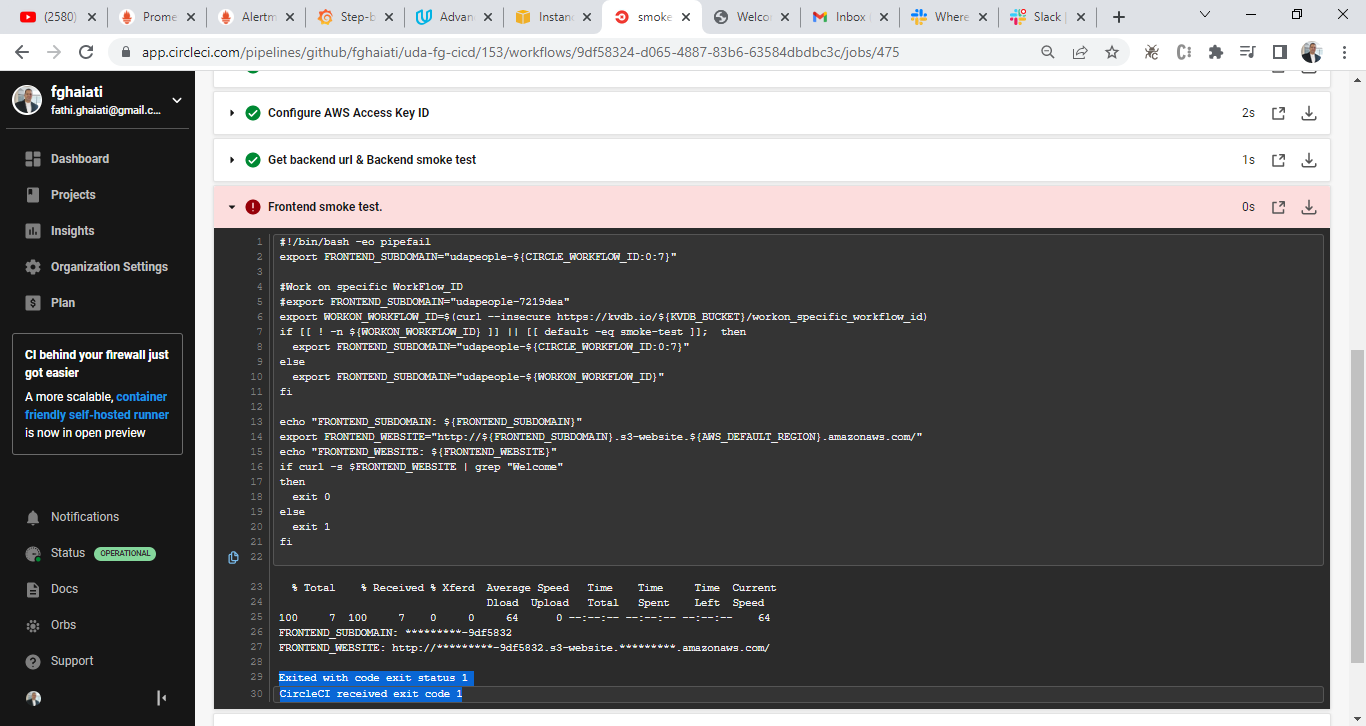 (2580)
Prome
Alertm
Step-b
Advan
Instanc
smoke
Welcor
Inbox
Where
Slack
app.circleci.com/pipelines/github/fghaiati/uda-fg-cicd/153/workflows/9df58324-d065-4887-83b6-63584dbdbc3c/jobs/475
fghaiati
fathi.ghaiati@gmail.c...
Dashboard
Projects
Insights
Organization Settings
Plan
CI behind your firewall just
got easier
A more scalable, container
friendly self-hosted runner
is now in open preview
Notifications
Status OPERATIONAL
Docs
Orbs
Support
Configure AWS Access Key ID 2s
Get backend url & Backend smoke test 1s
Frontend smoke test. 0s
1 #!/bin/bash -eo pipefail
2 export FRONTEND_SUBDOMAIN="udapeople-${CIRCLE_WORKFLOW_ID:0:7}"
3
4 #Work on specific WorkFlow_ID
5 #export FRONTEND_SUBDOMAIN="udapeople-7219dea"
6 export WORKON_WORKFLOW_ID=$(curl --insecure https://kvdb.io/${KVDB_BUCKET}/workon_specific_workflow_id)
7 if [[ ! -n ${WORKON_WORKFLOW_ID} ]] || [[ default -eq smoke-test ]];  then
8   export FRONTEND_SUBDOMAIN="udapeople-${CIRCLE_WORKFLOW_ID:0:7}"
9 else
10   export FRONTEND_SUBDOMAIN="udapeople-${WORKON_WORKFLOW_ID}"
11 fi
12
13 echo "FRONTEND_SUBDOMAIN: ${FRONTEND_SUBDOMAIN}"
14 export FRONTEND_WEBSITE="http://${FRONTEND_SUBDOMAIN}.s3-website.${AWS_DEFAULT_REGION}.amazonaws.com/"
15 echo "FRONTEND_WEBSITE: ${FRONTEND_WEBSITE}"
16 if curl -s $FRONTEND_WEBSITE | grep "Welcome"
17 then
18   exit 0
19 else
20   exit 1
21 fi
22
23   % Total    % Received % Xferd  Average Speed   Time    Time     Time  Current
24                                  Dload  Upload   Total   Spent    Left  Speed
25 100     7  100     7    0     0     64      0 --:--:-- --:--:-- --:--:--    64
26 FRONTEND_SUBDOMAIN: *********-9df5832
27 FRONTEND_WEBSITE: http://*********-9df5832.s3-website.*********.amazonaws.com/
28
29 Exited with code exit status 1
30 CircleCI received exit code 1